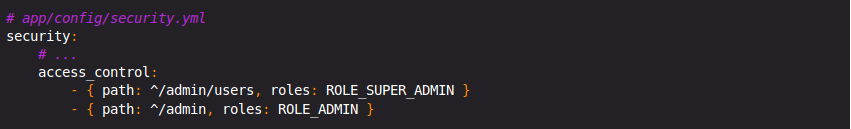 # app/config/security.yml
security:
    # ...
    access_control:
        - { path: ^/admin/users, roles: ROLE_SUPER_ADMIN }
        - { path: ^/admin, roles: ROLE_ADMIN }